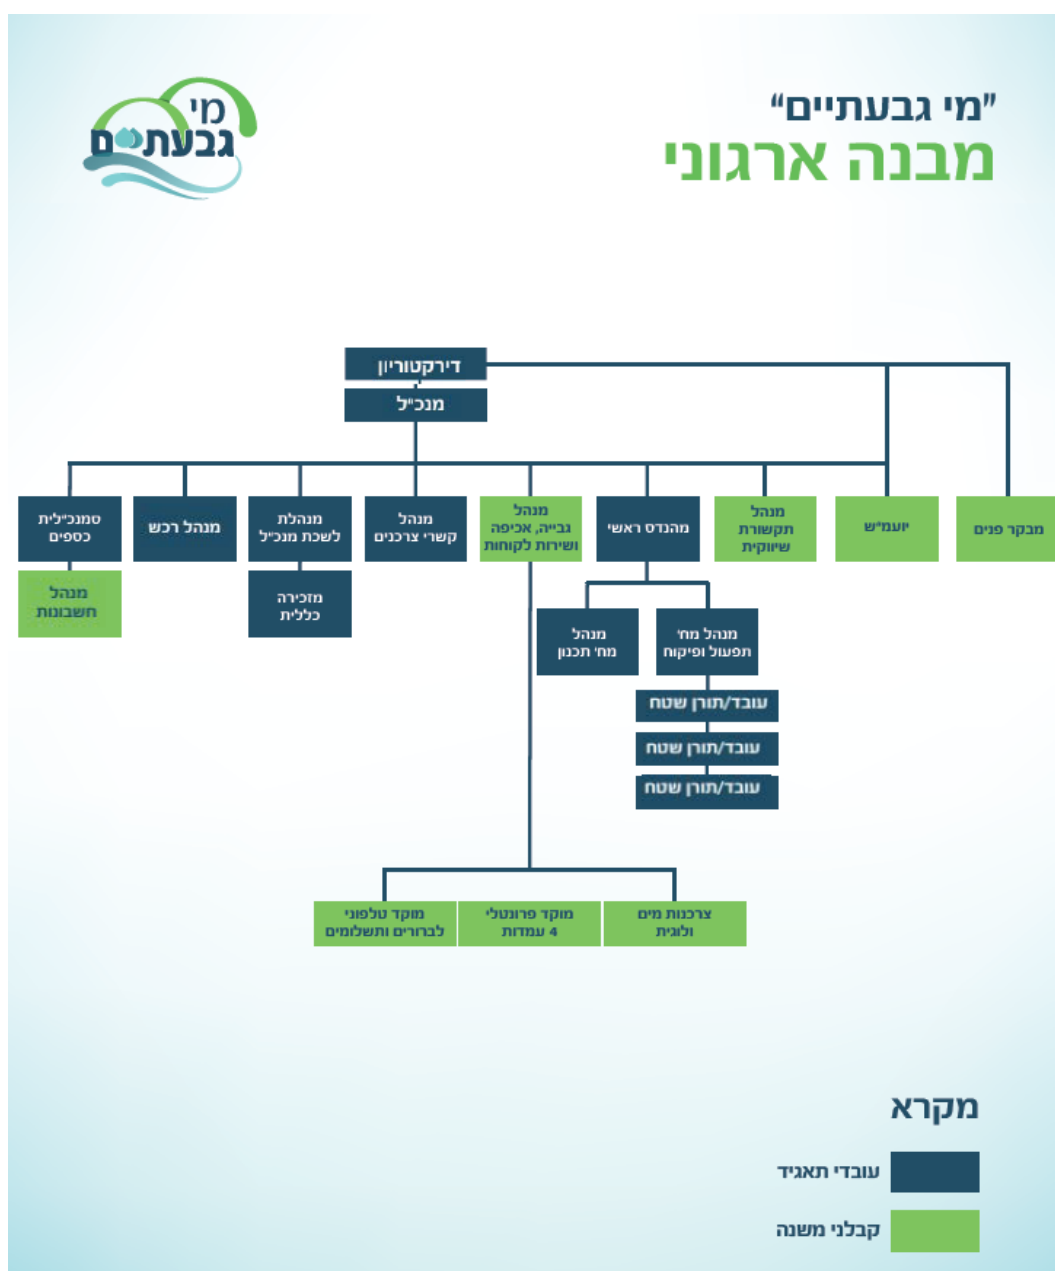 מי
גבעתיים
"מי גבעתיים"
מבנה ארגוני
דירקטוריון
מנכ"ל
מבקר פנים
יועמ"ש
מנהל
תקשורת
שיווקית
מהנדס ראשי
מנהל
גבייה, אכיפה
ושירות לקוחות
מנהל
קשרי צרכנים
מנהלת
לשכת מנכ"ל
מנהל רכש
סמנכ"לית
כספים
מנהל
חשבונות
מזכירה
כללית
מנהל מח'
תפעול ופיקוח
מנהל
מח' תכנון
עובד/תורן שטח
עובד/תורן שטח
עובד/תורן שטח
צרכנות מים
ולוגית
מוקד פרונטלי
4 עמדות
מוקד טלפוני
לברורים ותשלומים
מקרא
עובדי תאגיד
קבלני משנה